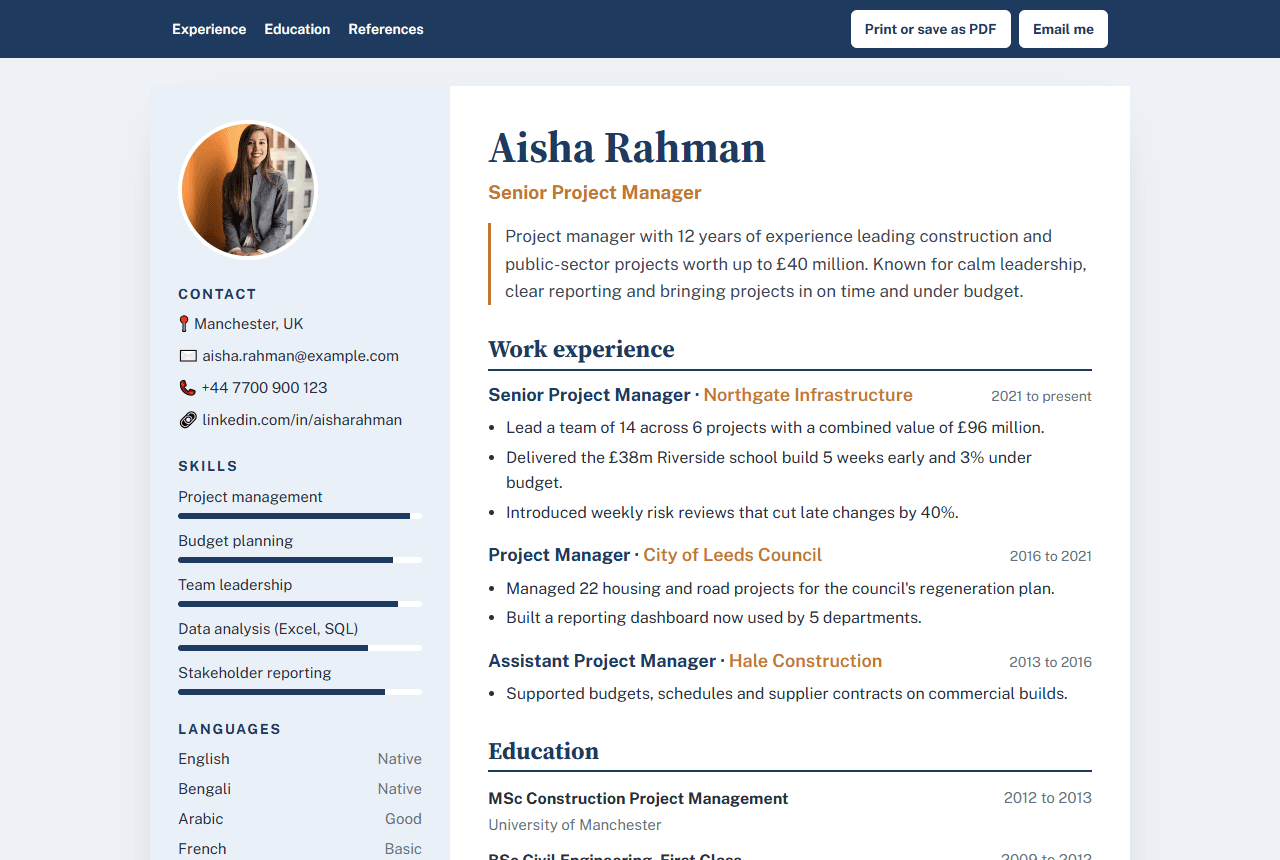 Experience Education References Print or save as PDF Email me
CONTACT
Manchester, UK
aisha.rahman@example.com
+44 7700 900 123
linkedin.com/in/aisharahman
SKILLS
Project management
Budget planning
Team leadership
Data analysis (Excel, SQL)
Stakeholder reporting
LANGUAGES
English Native
Bengali Native
Arabic Good
French Basic
Aisha Rahman
Senior Project Manager
Project manager with 12 years of experience leading construction and
public-sector projects worth up to £40 million. Known for calm leadership,
clear reporting and bringing projects in on time and under budget.
Work experience
Senior Project Manager · Northgate Infrastructure 2021 to present
• Lead a team of 14 across 6 projects with a combined value of £96 million.
• Delivered the £38m Riverside school build 5 weeks early and 3% under
budget.
• Introduced weekly risk reviews that cut late changes by 40%.
Project Manager · City of Leeds Council 2016 to 2021
• Managed 22 housing and road projects for the council's regeneration plan.
• Built a reporting dashboard now used by 5 departments.
Assistant Project Manager · Hale Construction 2013 to 2016
• Supported budgets, schedules and supplier contracts on commercial builds.
Education
MSc Construction Project Management 2012 to 2013
University of Manchester
BSc Civil Engineering, First Class 2009 to 2012